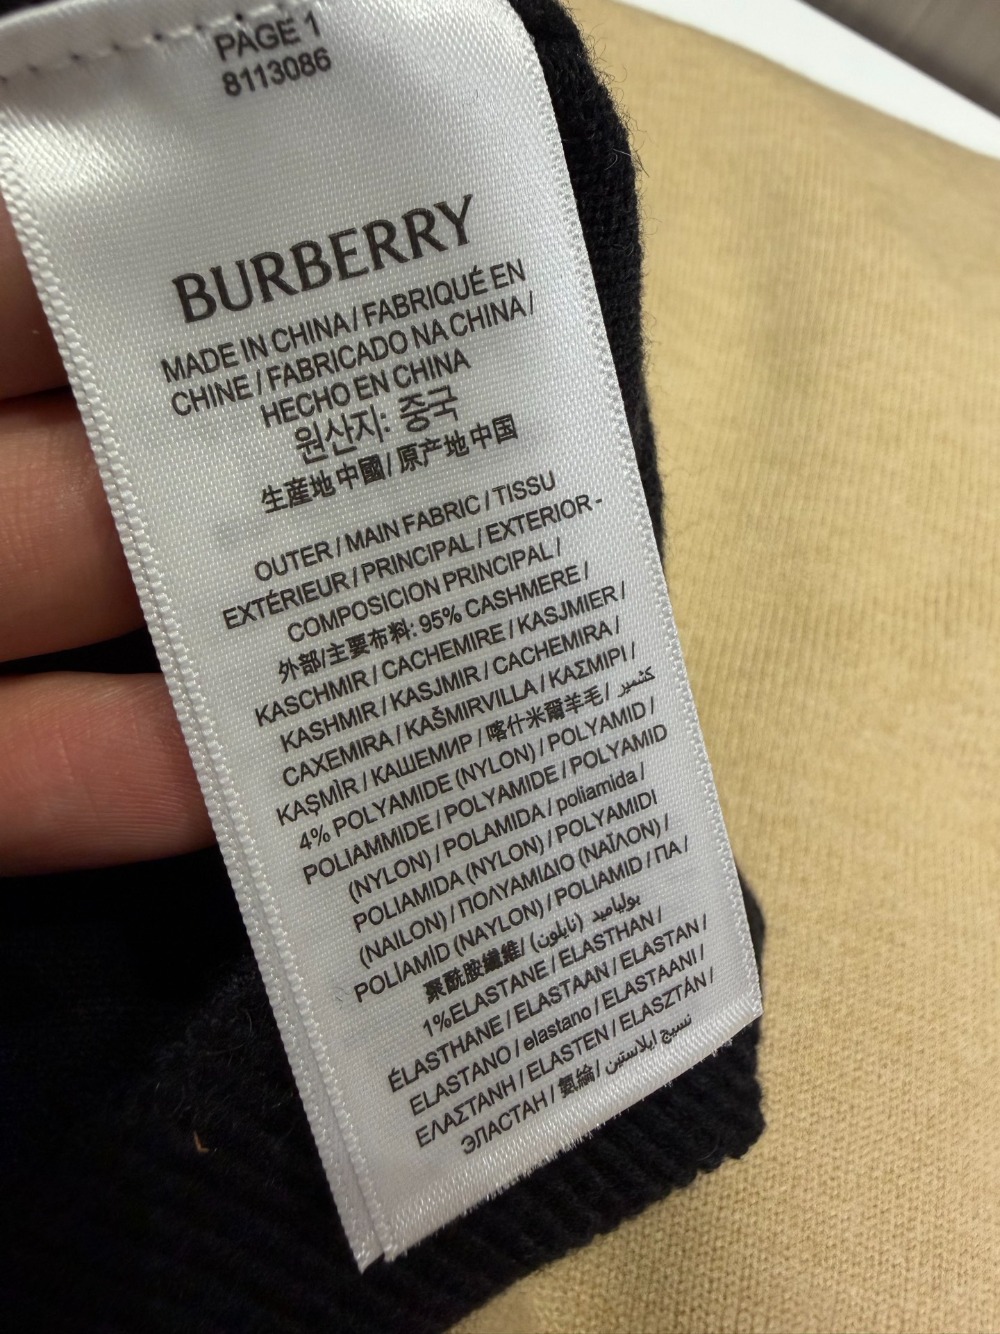 PAGE 1
8113086
BURBERRY
MADE IN CHINA / FABRIQUÉ EN
CHINE / FABRICADO NA CHINA /
HECHO EN CHINA
원산지: 중국
生産地 中國 / 原产地 中国
OUTER / MAIN FABRIC / TISSU
EXTÉRIEUR / PRINCIPAL / EXTERIOR -
COMPOSICION PRINCIPAL /
外部/主要布料: 95% CASHMERE /
KASCHMIR / CACHEMIRE / KASJMIER /
KASHMIR / KASJMIR / CACHEMIRA /
CAXEMIRA / KAŠMIRVILLA / ΚΑΣΜΙΡΙ /
KAŞMİR / КАШЕМИР / 喀什米爾羊毛 / كشمير
4% POLYAMIDE (NYLON) / POLYAMID /
POLIAMMIDE / POLYAMIDE / POLYAMID
(NYLON) / POLAMIDA / poliamida /
POLIAMIDA (NYLON) / POLYAMIDI
(NAILON) / ΠΟΛΥΑΜΙΔΙΟ (ΝΑΪΛΟΝ) /
POLİAMİD (NAYLON) / POLIAMID / ПА /
聚酰胺纖維/ بولياميد (نايلون)
1%ELASTANE / ELASTHAN /
ÉLASTHANE / ELASTAAN / ELASTAN /
ELASTANO / elastano / ELASTAANI /
ΕΛΑΣΤΑΝΗ / ELASTEN / ELASZTÁN /
ЭЛАСТАН / 氨綸/ نسيج ايلاستين